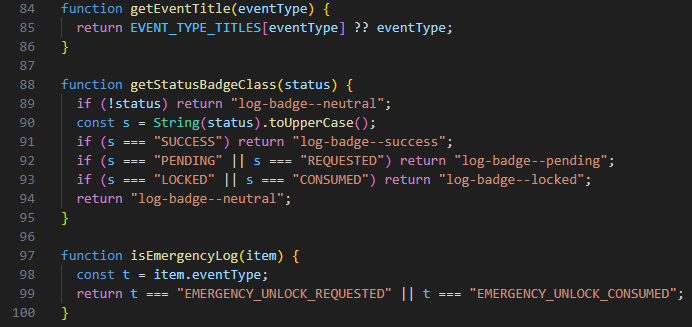 84 function getEventTitle(eventType) {
85   return EVENT_TYPE_TITLES[eventType] ?? eventType;
86 }
87
88 function getStatusBadgeClass(status) {
89   if (!status) return "log-badge--neutral";
90   const s = String(status).toUpperCase();
91   if (s === "SUCCESS") return "log-badge--success";
92   if (s === "PENDING" || s === "REQUESTED") return "log-badge--pending";
93   if (s === "LOCKED" || s === "CONSUMED") return "log-badge--locked";
94   return "log-badge--neutral";
95 }
96
97 function isEmergencyLog(item) {
98   const t = item.eventType;
99   return t === "EMERGENCY_UNLOCK_REQUESTED" || t === "EMERGENCY_UNLOCK_CONSUMED";
100 }